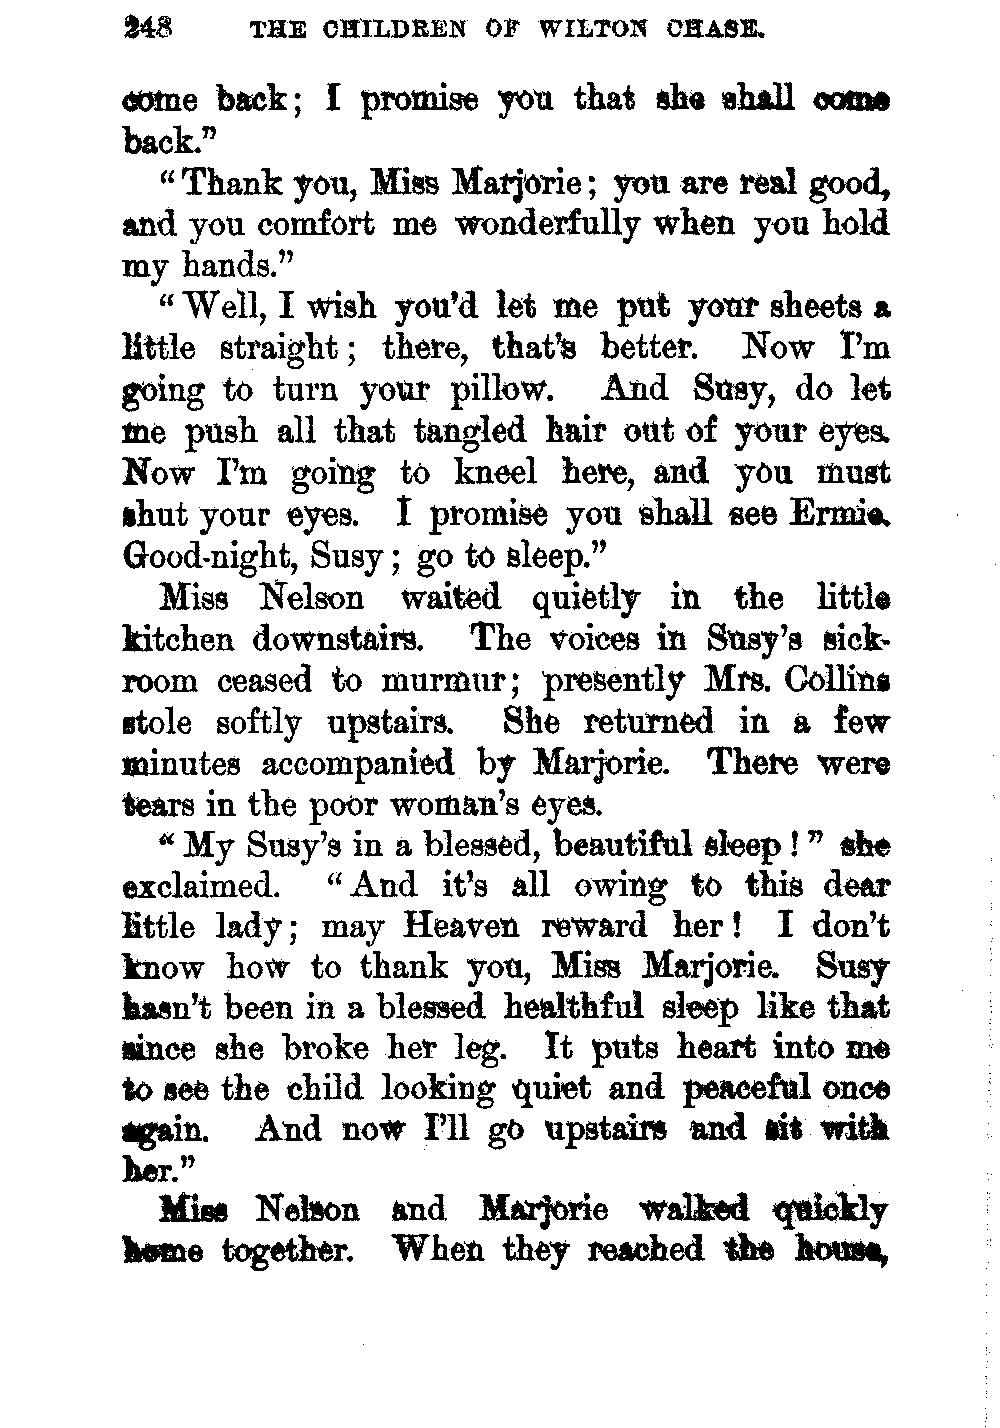 248 THE CHILDREN OF WILTON CHASE.
come back; I promise you that she shall come
back.”
“Thank you, Miss Marjorie; you are real good,
and you comfort me wonderfully when you hold
my hands.”
“Well, I wish you’d let me put your sheets a
little straight; there, that’s better. Now I’m
going to turn your pillow. And Susy, do let
me push all that tangled hair out of your eyes.
Now I’m going to kneel here, and you must
shut your eyes. I promise you shall see Ermie.
Good-night, Susy; go to sleep.”
Miss Nelson waited quietly in the little
kitchen downstairs. The voices in Susy’s sick-
room ceased to murmur; presently Mrs. Collins
stole softly upstairs. She returned in a few
minutes accompanied by Marjorie. There were
tears in the poor woman’s eyes.
“My Susy’s in a blessed, beautiful sleep!” she
exclaimed. “And it’s all owing to this dear
little lady; may Heaven reward her! I don’t
know how to thank you, Miss Marjorie. Susy
hasn’t been in a blessed healthful sleep like that
since she broke her leg. It puts heart into me
to see the child looking quiet and peaceful once
again. And now I’ll go upstairs and sit with
her.”
Miss Nelson and Marjorie walked quickly
home together. When they reached the house,